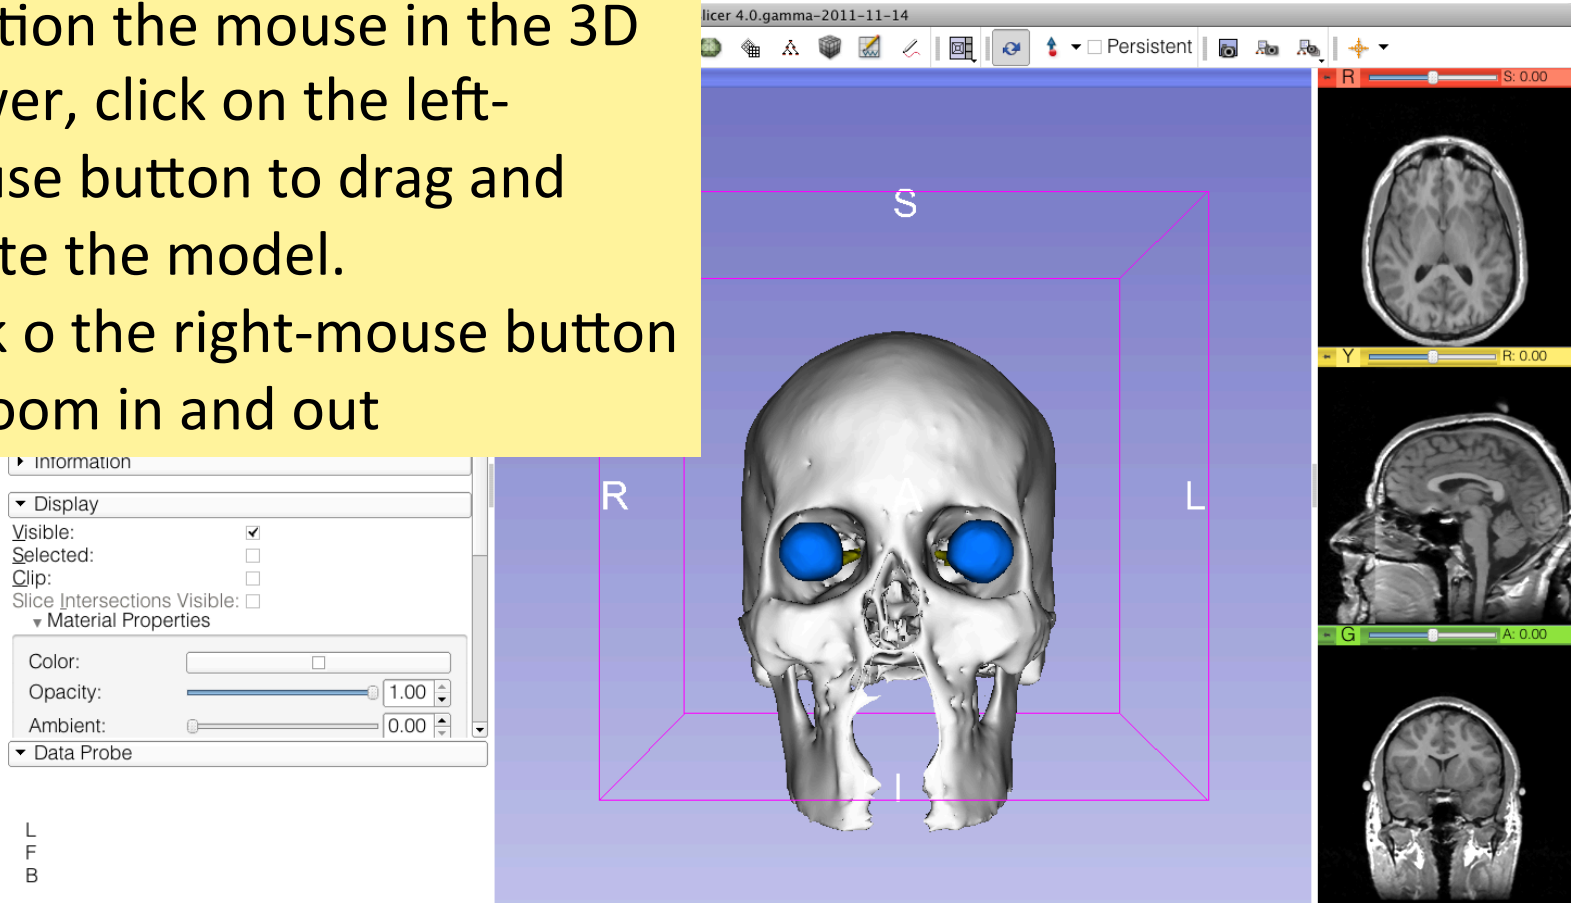 tion the mouse in the 3D
er, click on the left-
use button to drag and
te the model.
k o the right-mouse button
oom in and out
licer 4.0.gamma-2011-11-14
Persistent
R S: 0.00
S
Y R: 0.00
R A L
G A: 0.00
I
Information
Display
Visible:
Selected:
Clip:
Slice Intersections Visible:
Material Properties
Color:
Opacity: 1.00
Ambient: 0.00
Data Probe
L
F
B